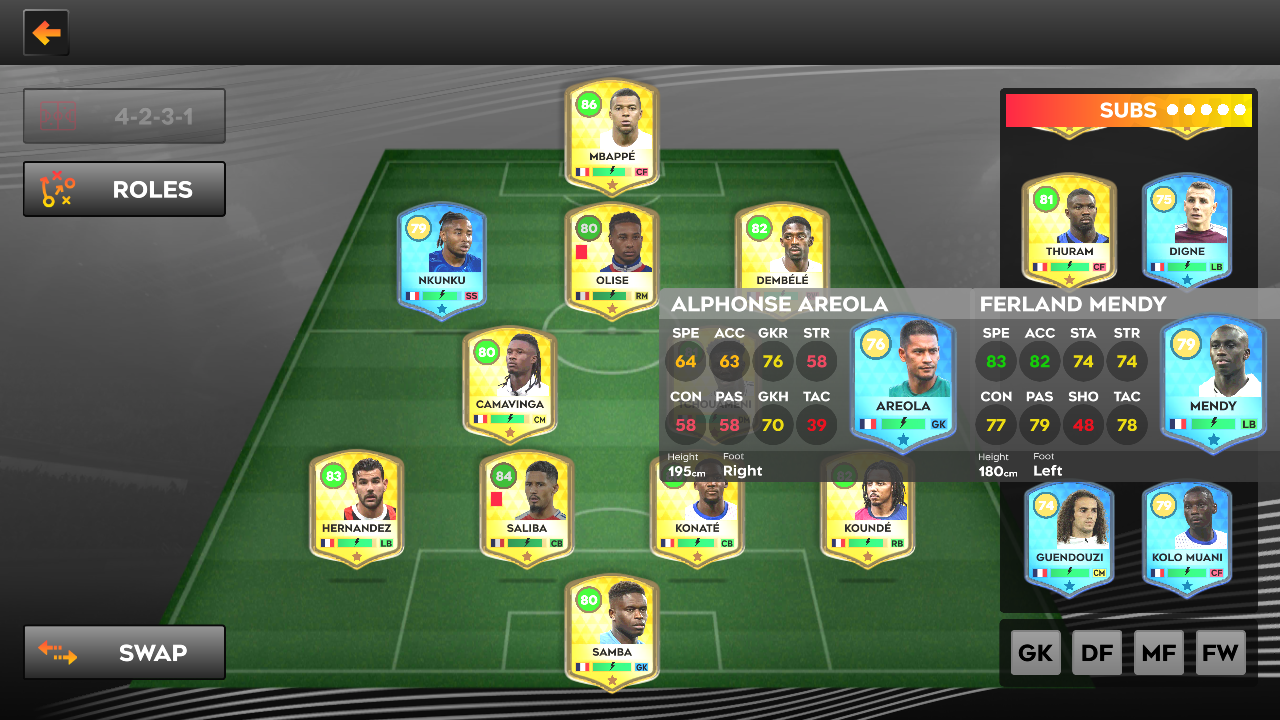 4-2-3-1
ROLES
SWAP
86
MBAPPÉ
CF
79
NKUNKU
SS
80
OLISE
RM
82
DEMBÉLÉ
80
CAMAVINGA
CM
TCHOUAMÉNI
83
HERNANDEZ
LB
84
SALIBA
CB
KONATÉ
CB
KOUNDÉ
RB
80
SAMBA
GK
SUBS
81
THURAM
CF
75
DIGNE
LB
ALPHONSE AREOLA
SPE ACC GKR STR
64 63 76 58
CON PAS GKH TAC
58 58 70 39
Height Foot
195cm Right
76
AREOLA
GK
FERLAND MENDY
SPE ACC STA STR
83 82 74 74
CON PAS SHO TAC
77 79 48 78
Height Foot
180cm Left
79
MENDY
LB
74
GUENDOUZI
CM
79
KOLO MUANI
CF
GK DF MF FW